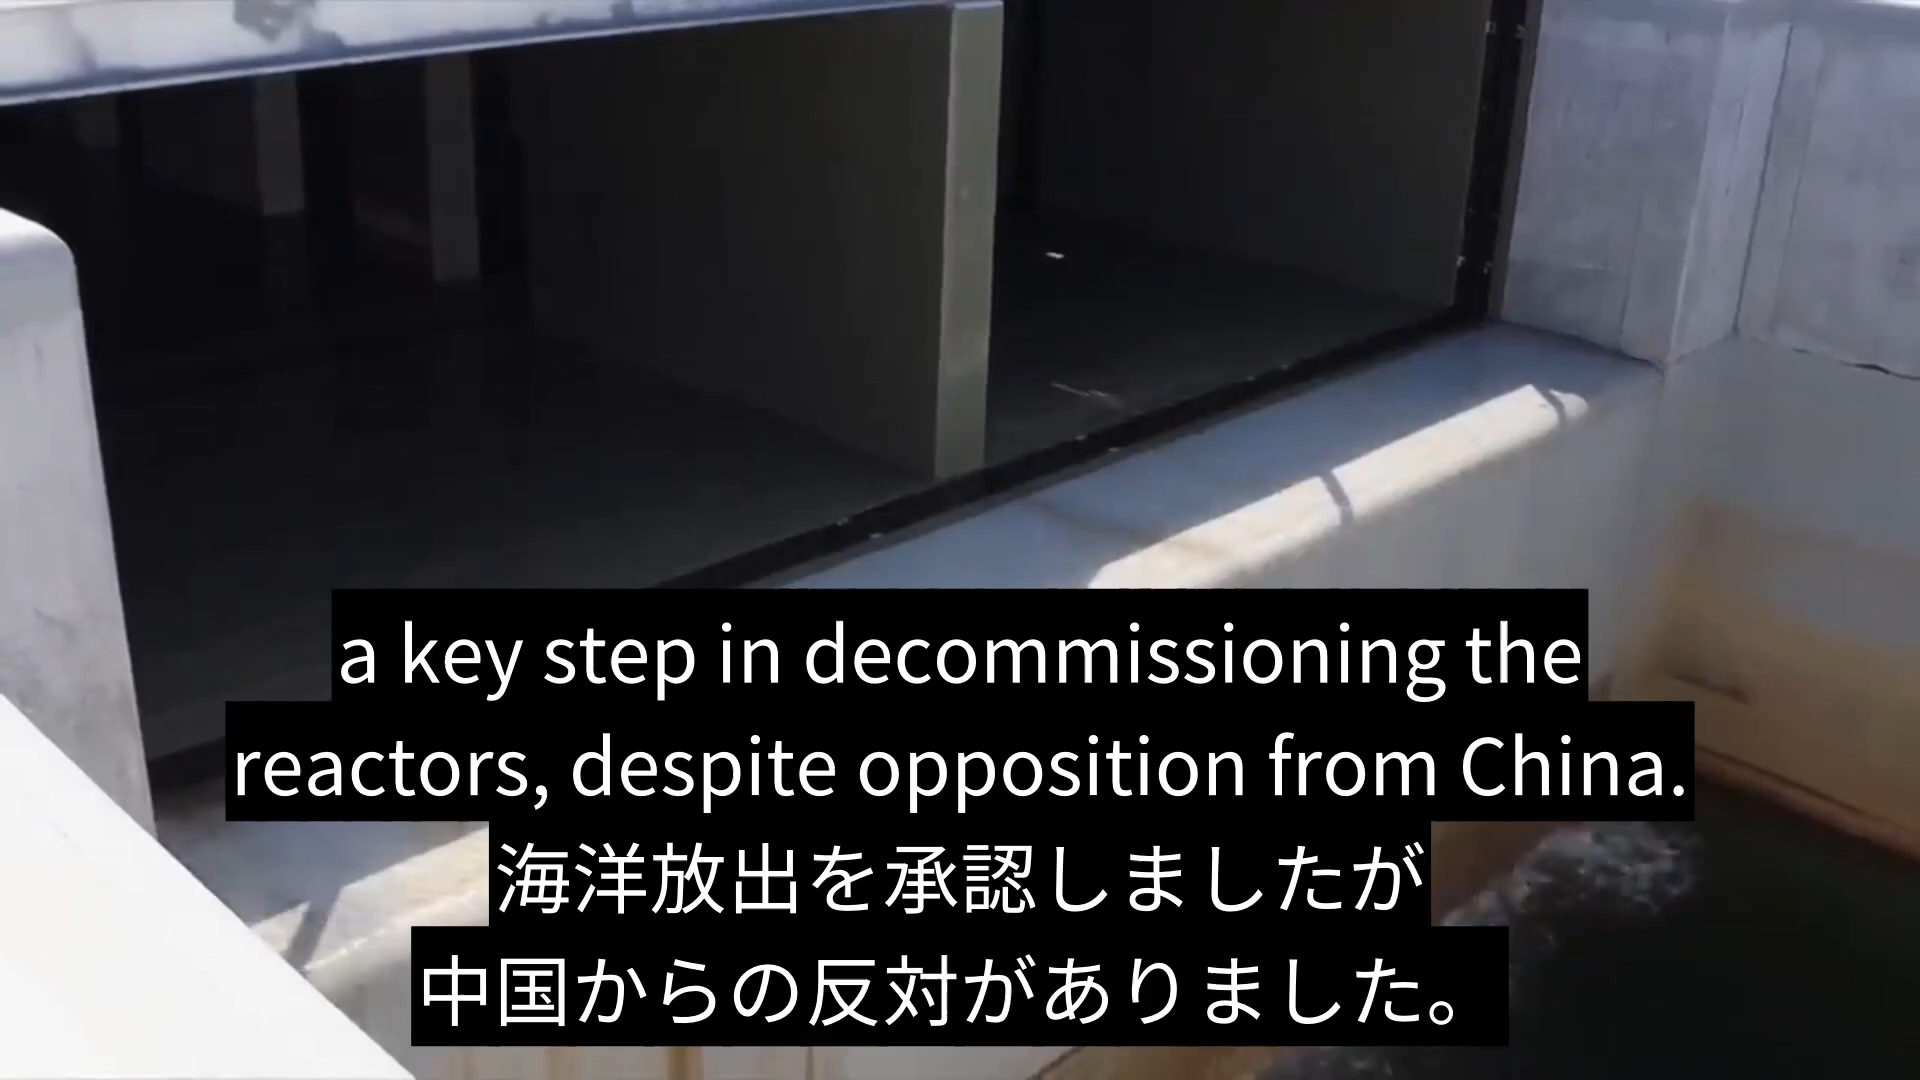 a key step in decommissioning the
reactors, despite opposition from China.
海洋放出を承認しましたが
中国からの反対がありました。